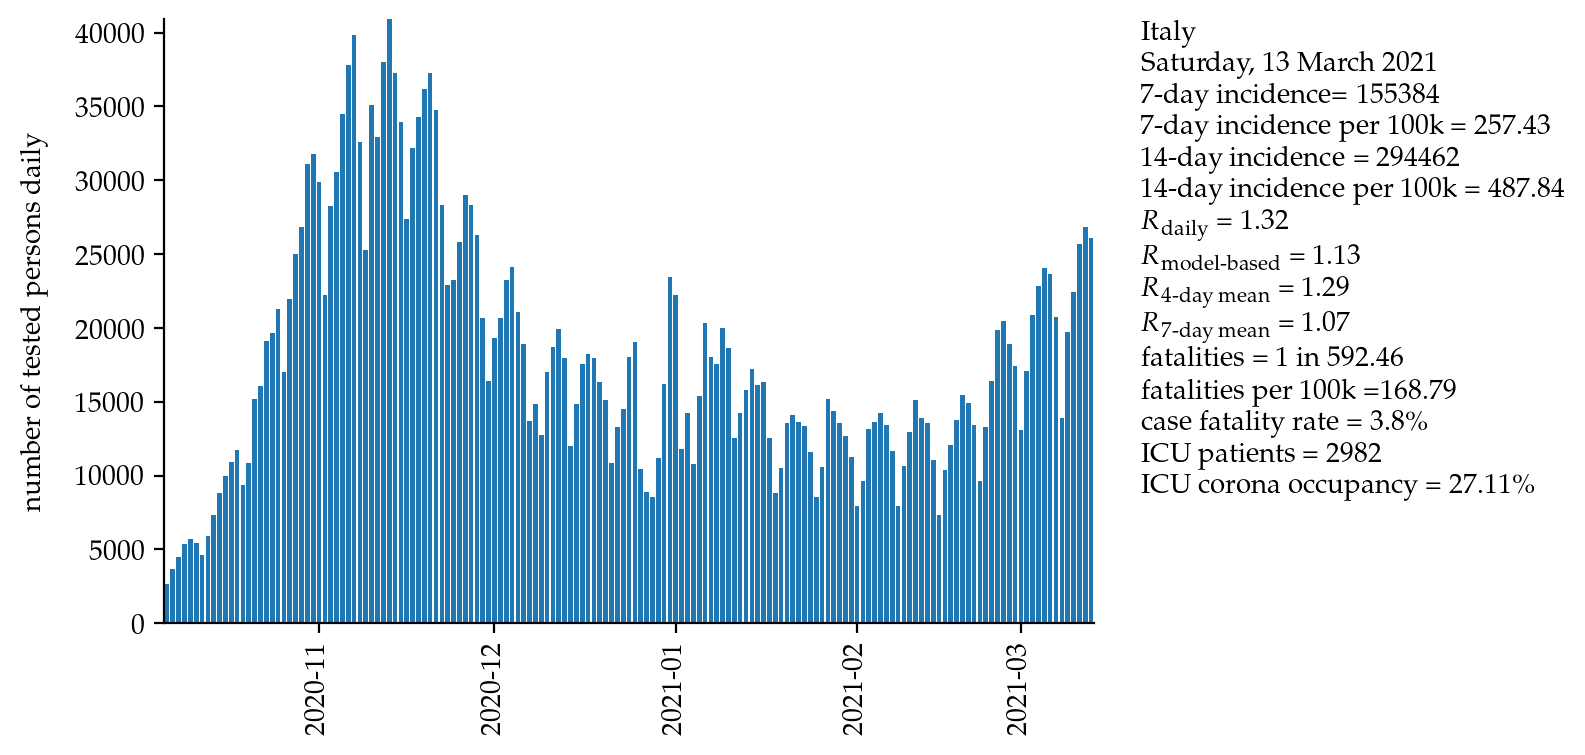 40000
35000
30000
25000
20000
15000
10000
5000
0
number of tested persons daily
2020-11
2020-12
2021-01
2021-02
2021-03
Italy
Saturday, 13 March 2021
7-day incidence= 155384
7-day incidence per 100k = 257.43
14-day incidence = 294462
14-day incidence per 100k = 487.84
R daily = 1.32
R model-based = 1.13
R 4-day mean = 1.29
R 7-day mean = 1.07
fatalities = 1 in 592.46
fatalities per 100k =168.79
case fatality rate = 3.8%
ICU patients = 2982
ICU corona occupancy = 27.11%